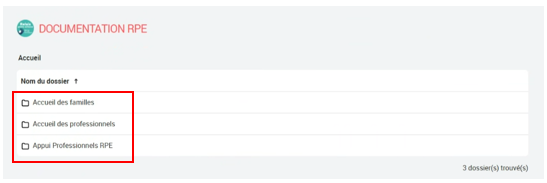 DOCUMENTATION RPE
Accueil
Nom du dossier ↑
Accueil des familles
Accueil des professionnels
Appui Professionnels RPE
3 dossier(s) trouvé(s)